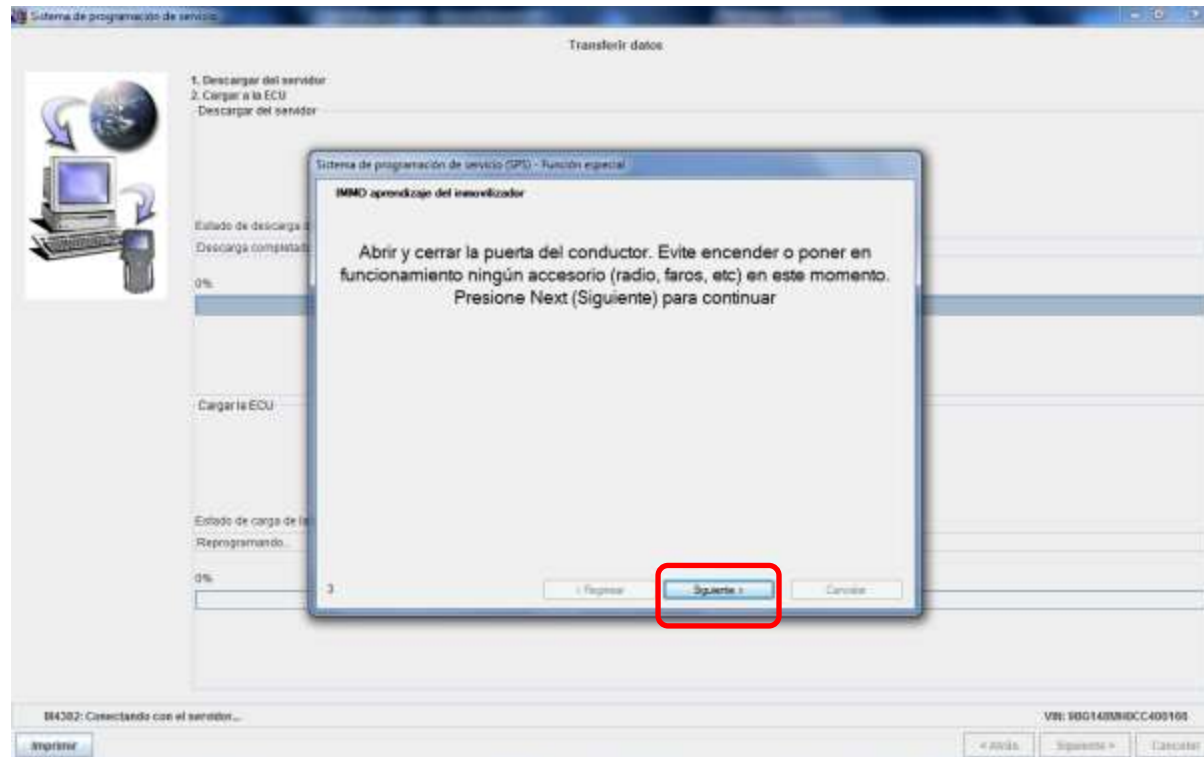 Sistema de programación de servicio
Transferir datos
1. Descargar del servidor
2. Cargar a la ECU
Descargar del servidor
Sistema de programación de servicio (SPS) - Función especial
IMMO aprendizaje del inmovilizador
Estado de descarga
Descarga completada
Abrir y cerrar la puerta del conductor. Evite encender o poner en
funcionamiento ningún accesorio (radio, faros, etc) en este momento.
Presione Next (Siguiente) para continuar
0%
Cargar la ECU
Estado de carga de la
Reprogramando..
0%
3
< Regresar
Siguiente >
Cancelar
Conectando con el servidor...
VIN:
Imprimir
< Atrás
Siguiente >
Cancelar